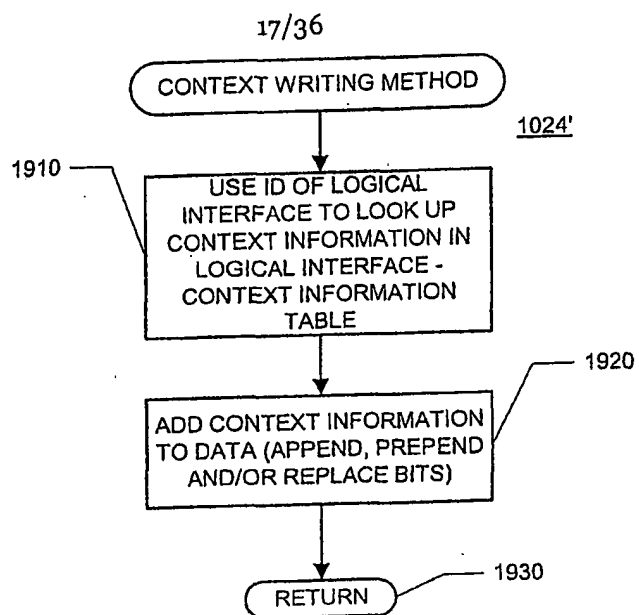 17/36
CONTEXT WRITING METHOD
1024'
1910
USE ID OF LOGICAL
INTERFACE TO LOOK UP
CONTEXT INFORMATION IN
LOGICAL INTERFACE -
CONTEXT INFORMATION
TABLE
1920
ADD CONTEXT INFORMATION
TO DATA (APPEND, PREPEND
AND/OR REPLACE BITS)
1930
RETURN